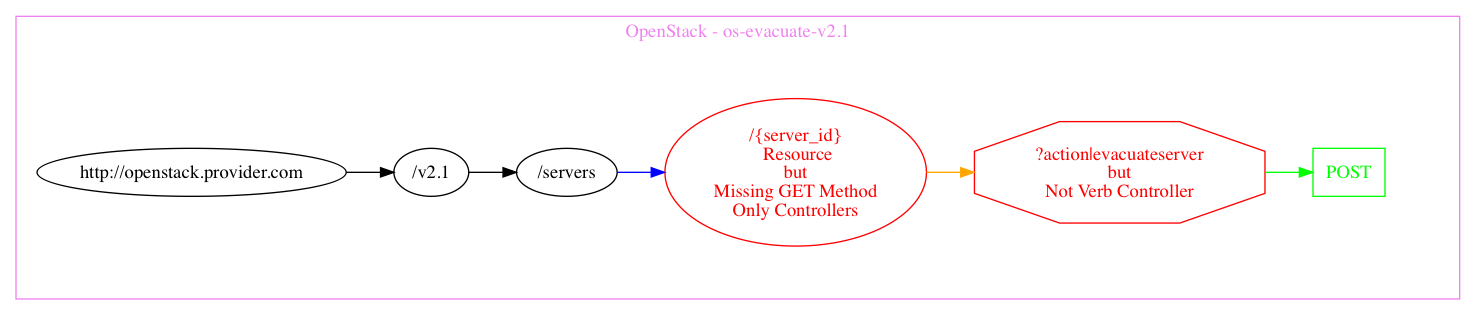 OpenStack - os-evacuate-v2.1
http://openstack.provider.com
/v2.1
/servers
/{server_id}
Resource
but
Missing GET Method
Only Controllers
?action|evacuateserver
but
Not Verb Controller
POST